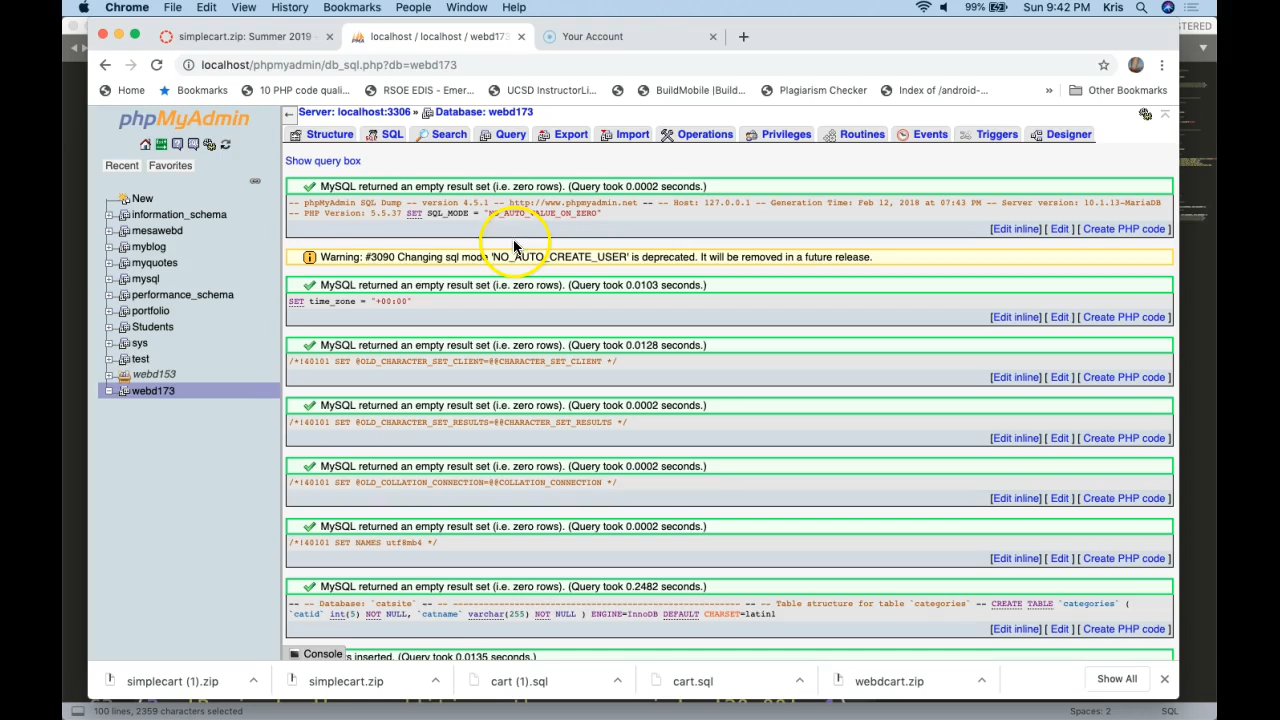 Chrome File Edit View History Bookmarks People Window Help 99% Sun 9:42 PM Kris
simplecart.zip: Summer 2019 - localhost / localhost / webd173 Your Account
localhost/phpmyadmin/db_sql.php?db=webd173
Home Bookmarks 10 PHP code quali... RSOE EDIS - Emer... UCSD InstructorLi... BuildMobile |Build... Plagiarism Checker Index of /android-... » Other Bookmarks
phpMyAdmin
Recent Favorites
New
information_schema
mesawebd
myblog
myquotes
mysql
performance_schema
portfolio
Students
sys
test
webd153
webd173
Server: localhost:3306 » Database: webd173
Structure SQL Search Query Export Import Operations Privileges Routines Events Triggers Designer
Show query box
MySQL returned an empty result set (i.e. zero rows). (Query took 0.0002 seconds.)
-- phpMyAdmin SQL Dump -- version 4.5.1 -- http://www.phpmyadmin.net -- -- Host: 127.0.0.1 -- Generation Time: Feb 12, 2018 at 07:43 PM -- Server version: 10.1.13-MariaDB
-- PHP Version: 5.5.37 SET SQL_MODE = "NO_AUTO_VALUE_ON_ZERO"
[Edit inline] [ Edit ] [ Create PHP code ]
Warning: #3090 Changing sql mode 'NO_AUTO_CREATE_USER' is deprecated. It will be removed in a future release.
MySQL returned an empty result set (i.e. zero rows). (Query took 0.0103 seconds.)
SET time_zone = "+00:00"
[Edit inline] [ Edit ] [ Create PHP code ]
MySQL returned an empty result set (i.e. zero rows). (Query took 0.0128 seconds.)
/*!40101 SET @OLD_CHARACTER_SET_CLIENT=@@CHARACTER_SET_CLIENT */
[Edit inline] [ Edit ] [ Create PHP code ]
MySQL returned an empty result set (i.e. zero rows). (Query took 0.0002 seconds.)
/*!40101 SET @OLD_CHARACTER_SET_RESULTS=@@CHARACTER_SET_RESULTS */
[Edit inline] [ Edit ] [ Create PHP code ]
MySQL returned an empty result set (i.e. zero rows). (Query took 0.0002 seconds.)
/*!40101 SET @OLD_COLLATION_CONNECTION=@@COLLATION_CONNECTION */
[Edit inline] [ Edit ] [ Create PHP code ]
MySQL returned an empty result set (i.e. zero rows). (Query took 0.0002 seconds.)
/*!40101 SET NAMES utf8mb4 */
[Edit inline] [ Edit ] [ Create PHP code ]
MySQL returned an empty result set (i.e. zero rows). (Query took 0.2482 seconds.)
-- -- Database: `catsite` -- -- -------------------------------------------------------- -- -- Table structure for table `categories` -- CREATE TABLE `categories` (
`catid` int(5) NOT NULL, `catname` varchar(255) NOT NULL ) ENGINE=InnoDB DEFAULT CHARSET=latin1
[Edit inline] [ Edit ] [ Create PHP code ]
Console s inserted. (Query took 0.0135 seconds.)
simplecart (1).zip simplecart.zip cart (1).sql cart.sql webdcart.zip Show All
100 lines, 2359 characters selected Spaces: 2 SQL